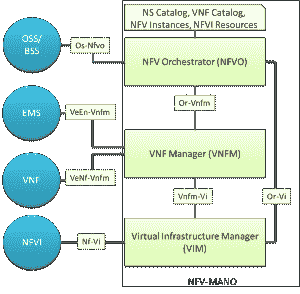 NS Catalog, VNF Catalog,
NFV Instances, NFVI Resources
OSS/
BSS
Os-Nfvo
NFV Orchestrator (NFVO)
Or-Vnfm
EMS
VeEn-Vnfm
VNF Manager (VNFM)
VNF
VeNf-Vnfm
Vnfm-Vi
Or-Vi
NFVI
Nf-Vi
Virtual Infrastructure Manager
(VIM)
NFV-MANO